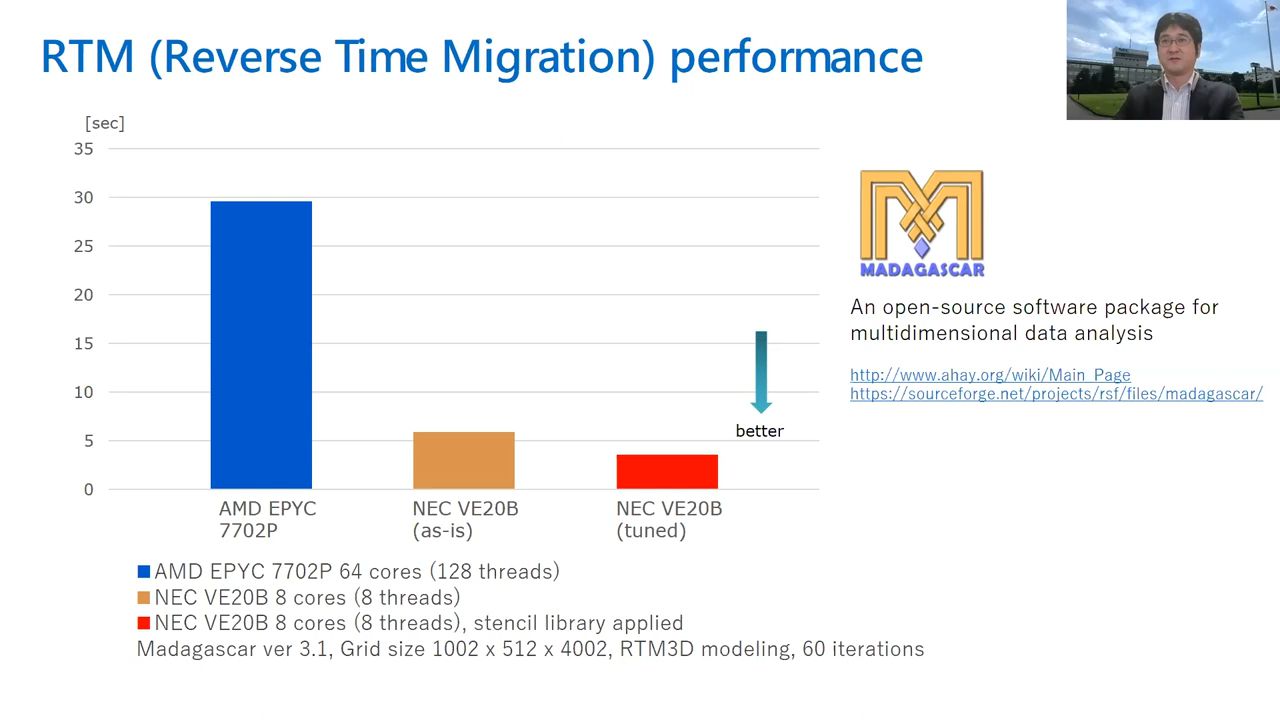 RTM (Reverse Time Migration) performance
[sec]
35
30
25
20
15
10
5
0
better
AMD EPYC
7702P
NEC VE20B
(as-is)
NEC VE20B
(tuned)
AMD EPYC 7702P 64 cores (128 threads)
NEC VE20B 8 cores (8 threads)
NEC VE20B 8 cores (8 threads), stencil library applied
Madagascar ver 3.1, Grid size 1002 x 512 x 4002, RTM3D modeling, 60 iterations
MADAGASCAR
An open-source software package for
multidimensional data analysis
http://www.ahay.org/wiki/Main_Page
https://sourceforge.net/projects/rsf/files/madagascar/